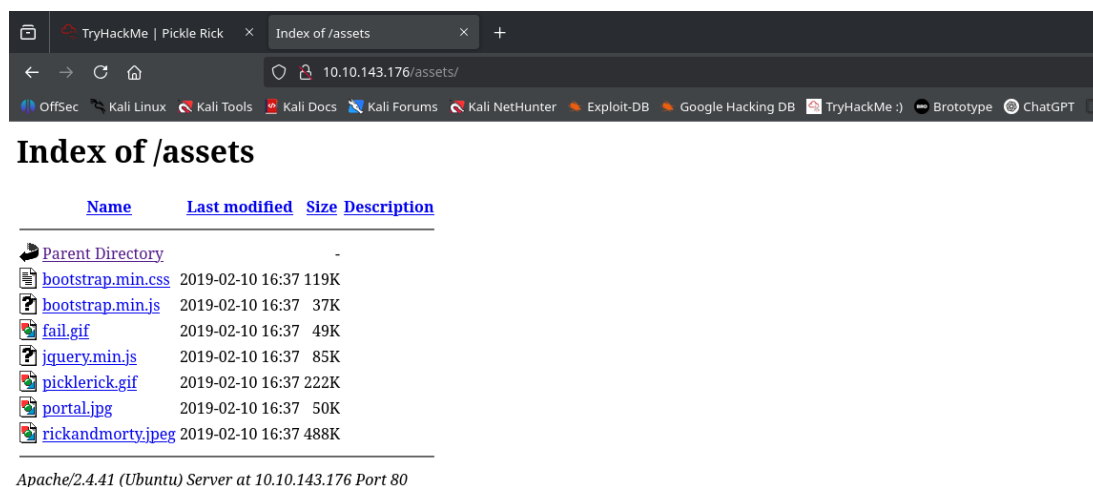 TryHackMe | Pickle Rick
Index of /assets
10.10.143.176/assets/
OffSec Kali Linux Kali Tools Kali Docs Kali Forums Kali NetHunter Exploit-DB Google Hacking DB TryHackMe :) Brototype ChatGPT
Index of /assets
Name Last modified Size Description
Parent Directory -
bootstrap.min.css 2019-02-10 16:37 119K
bootstrap.min.js 2019-02-10 16:37 37K
fail.gif 2019-02-10 16:37 49K
jquery.min.js 2019-02-10 16:37 85K
picklerick.gif 2019-02-10 16:37 222K
portal.jpg 2019-02-10 16:37 50K
rickandmorty.jpeg 2019-02-10 16:37 488K
Apache/2.4.41 (Ubuntu) Server at 10.10.143.176 Port 80